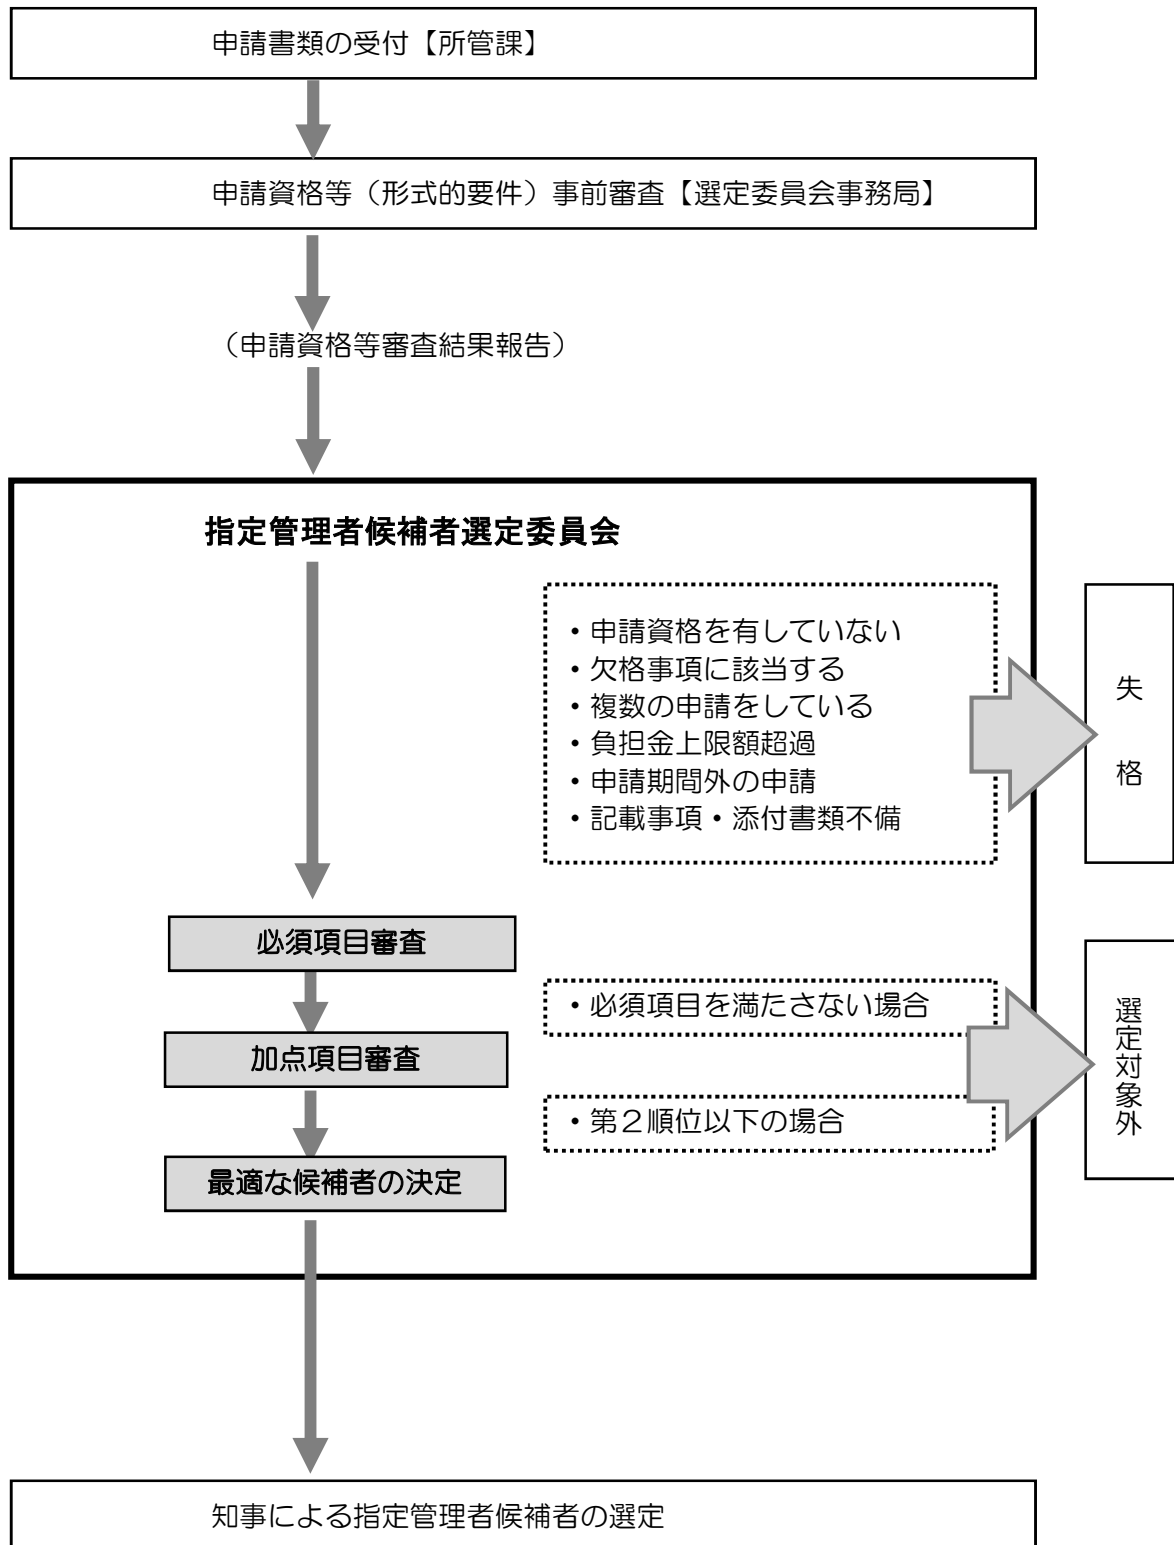 申請書類の受付【所管課】
申請資格等（形式的要件）事前審査【選定委員会事務局】
（申請資格等審査結果報告）
指定管理者候補者選定委員会
・申請資格を有していない
・欠格事項に該当する
・複数の申請をしている
・負担金上限額超過
・申請期間外の申請
・記載事項・添付書類不備
失格
必須項目審査
・必須項目を満たさない場合
加点項目審査
・第２順位以下の場合
選定対象外
最適な候補者の決定
知事による指定管理者候補者の選定